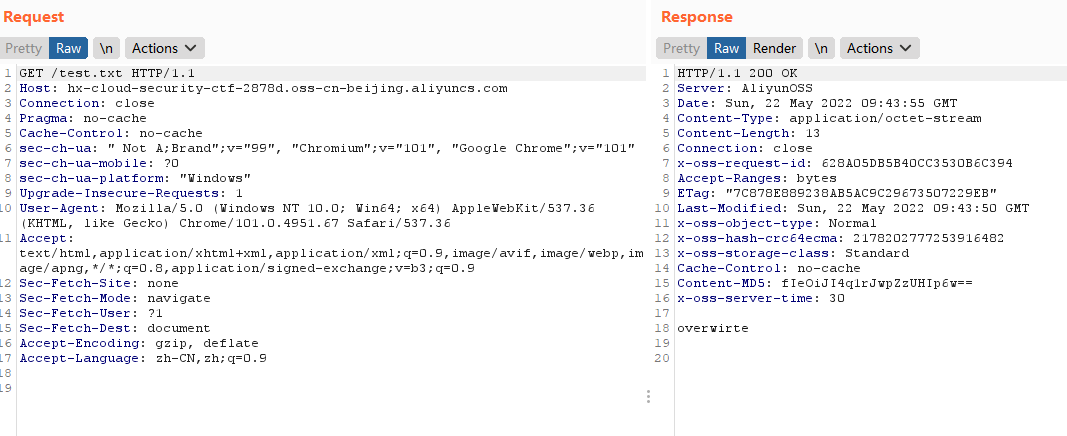 Request
Pretty Raw \n Actions
1 GET /test.txt HTTP/1.1
2 Host: hx-cloud-security-ctf-2878d.oss-cn-beijing.aliyuncs.com
3 Connection: close
4 Pragma: no-cache
5 Cache-Control: no-cache
6 sec-ch-ua: " Not A;Brand";v="99", "Chromium";v="101", "Google Chrome";v="101"
7 sec-ch-ua-mobile: ?0
8 sec-ch-ua-platform: "Windows"
9 Upgrade-Insecure-Requests: 1
10 User-Agent: Mozilla/5.0 (Windows NT 10.0; Win64; x64) AppleWebKit/537.36
(KHTML, like Gecko) Chrome/101.0.4951.67 Safari/537.36
11 Accept:
text/html,application/xhtml+xml,application/xml;q=0.9,image/avif,image/webp,im
age/apng,*/*;q=0.8,application/signed-exchange;v=b3;q=0.9
12 Sec-Fetch-Site: none
13 Sec-Fetch-Mode: navigate
14 Sec-Fetch-User: ?1
15 Sec-Fetch-Dest: document
16 Accept-Encoding: gzip, deflate
17 Accept-Language: zh-CN,zh;q=0.9
18
19
Response
Pretty Raw Render \n Actions
1 HTTP/1.1 200 OK
2 Server: AliyunOSS
3 Date: Sun, 22 May 2022 09:43:55 GMT
4 Content-Type: application/octet-stream
5 Content-Length: 13
6 Connection: close
7 x-oss-request-id: 628A05DB5B40CC3530B6C394
8 Accept-Ranges: bytes
9 ETag: "7C878E889238AB5AC9C29673507229EB"
10 Last-Modified: Sun, 22 May 2022 09:43:50 GMT
11 x-oss-object-type: Normal
12 x-oss-hash-crc64ecma: 2178202777253916482
13 x-oss-storage-class: Standard
14 Cache-Control: no-cache
15 Content-MD5: fIeOiJI4q1rJwpZzUHIp6w==
16 x-oss-server-time: 30
17
18 overwirte
19
20